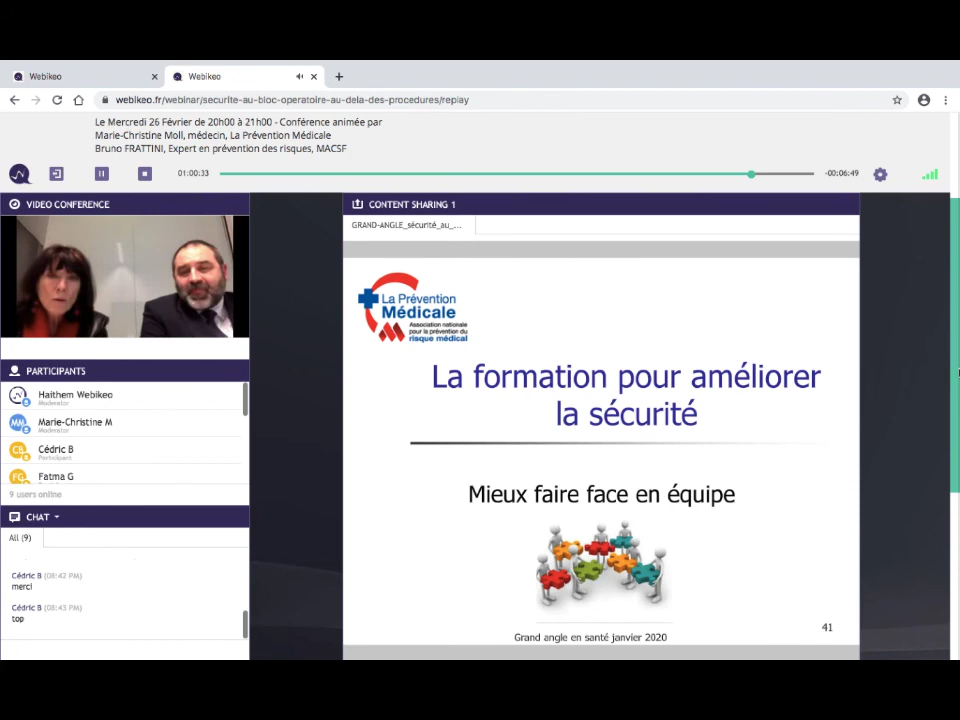 Webikeo
Webikeo
webikeo.fr/webinar/securite-au-bloc-operatoire-au-dela-des-procedures/replay
Le Mercredi 26 Février de 20h00 à 21h00 - Conférence animée par
Marie-Christine Moll, médecin, La Prévention Médicale
Bruno FRATTINI, Expert en prévention des risques, MACSF
01:00:33
-00:06:49
VIDEO CONFERENCE
PARTICIPANTS
Haithem Webikeo
Moderator
MM
Marie-Christine M
Moderator
CB
Cédric B
Participant
FG
Fatma G
9 users online
CHAT
All (9)
Cédric B (08:42 PM)
merci
Cédric B (08:43 PM)
top
CONTENT SHARING 1
GRAND-ANGLE_sécurité_au_...
La Prévention
Médicale
Association nationale
pour la prévention du
risque médical
La formation pour améliorer
la sécurité
Mieux faire face en équipe
41
Grand angle en santé janvier 2020